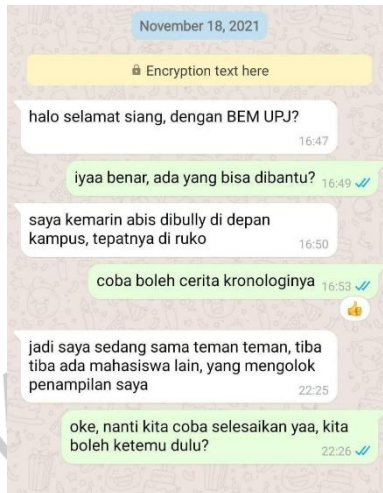 November 18, 2021
Encryption text here
halo selamat siang, dengan BEM UPJ?
16:47
iyaa benar, ada yang bisa dibantu? 16:49
saya kemarin abis dibully di depan
kampus, tepatnya di ruko
16:50
coba boleh cerita kronologinya 16:53
jadi saya sedang sama teman teman, tiba
tiba ada mahasiswa lain, yang mengolok
penampilan saya
22:25
oke, nanti kita coba selesaikan yaa, kita
boleh ketemu dulu?
22:26